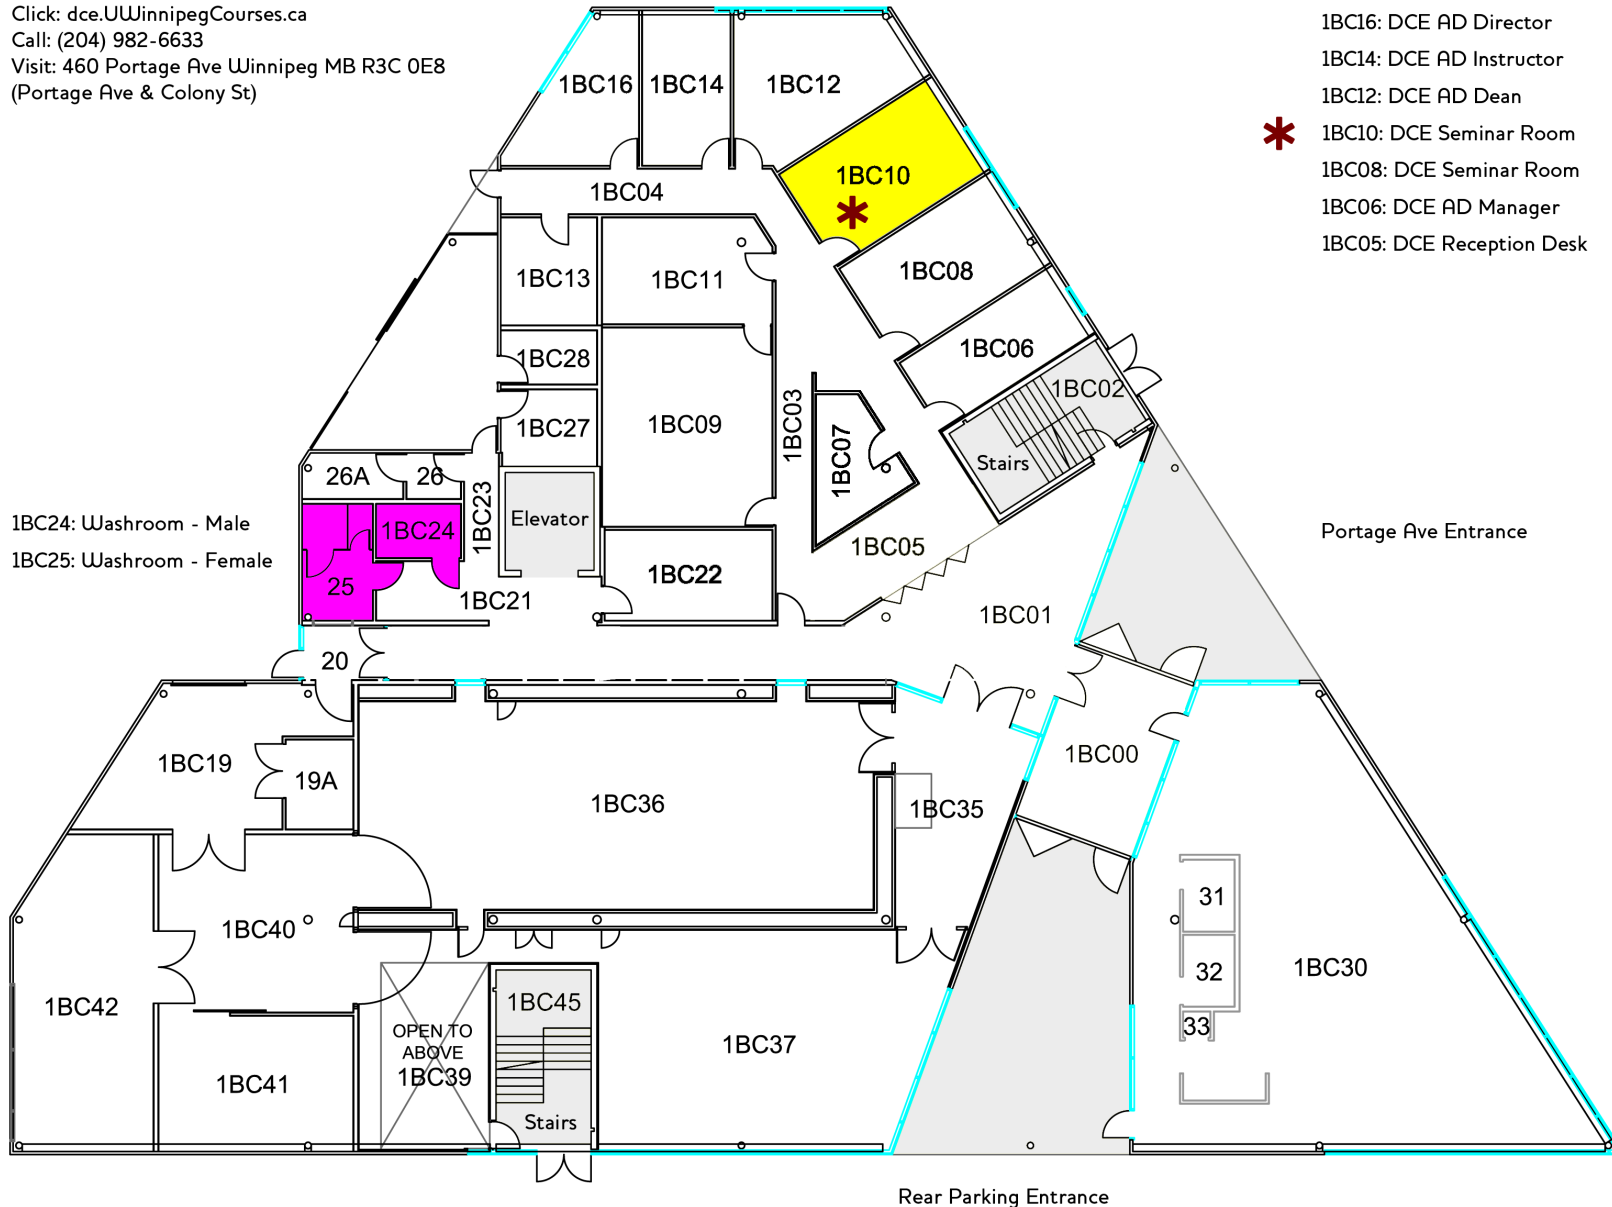 Click: dce.UWinnipegCourses.ca
Call: (204) 982-6633
Visit: 460 Portage Ave Winnipeg MB R3C 0E8
(Portage Ave & Colony St)
1BC16: DCE AD Director
1BC14: DCE AD Instructor
1BC12: DCE AD Dean
* 1BC10: DCE Seminar Room
1BC08: DCE Seminar Room
1BC06: DCE AD Manager
1BC05: DCE Reception Desk
1BC16
1BC14
1BC12
1BC10
*
1BC04
1BC13
1BC11
1BC08
1BC28
1BC06
1BC02
1BC27
1BC09
1BC03
1BC07
Stairs
26A
26
1BC23
Elevator
1BC24: Washroom - Male
1BC25: Washroom - Female
1BC24
25
1BC21
1BC22
1BC05
1BC01
Portage Ave Entrance
20
1BC19
19A
1BC36
1BC35
1BC00
1BC40
1BC42
1BC41
OPEN TO
ABOVE
1BC39
1BC45
Stairs
1BC37
31
32
33
1BC30
Rear Parking Entrance